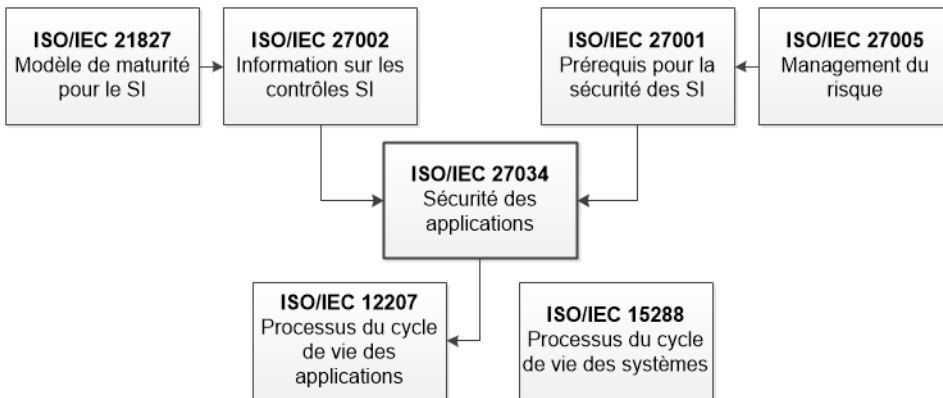 ISO/IEC 21827
Modèle de maturité
pour le SI
ISO/IEC 27002
Information sur les
contrôles SI
ISO/IEC 27001
Prérequis pour la
sécurité des SI
ISO/IEC 27005
Management du
risque
ISO/IEC 27034
Sécurité des
applications
ISO/IEC 12207
Processus du cycle
de vie des
applications
ISO/IEC 15288
Processus du cycle
de vie des systèmes